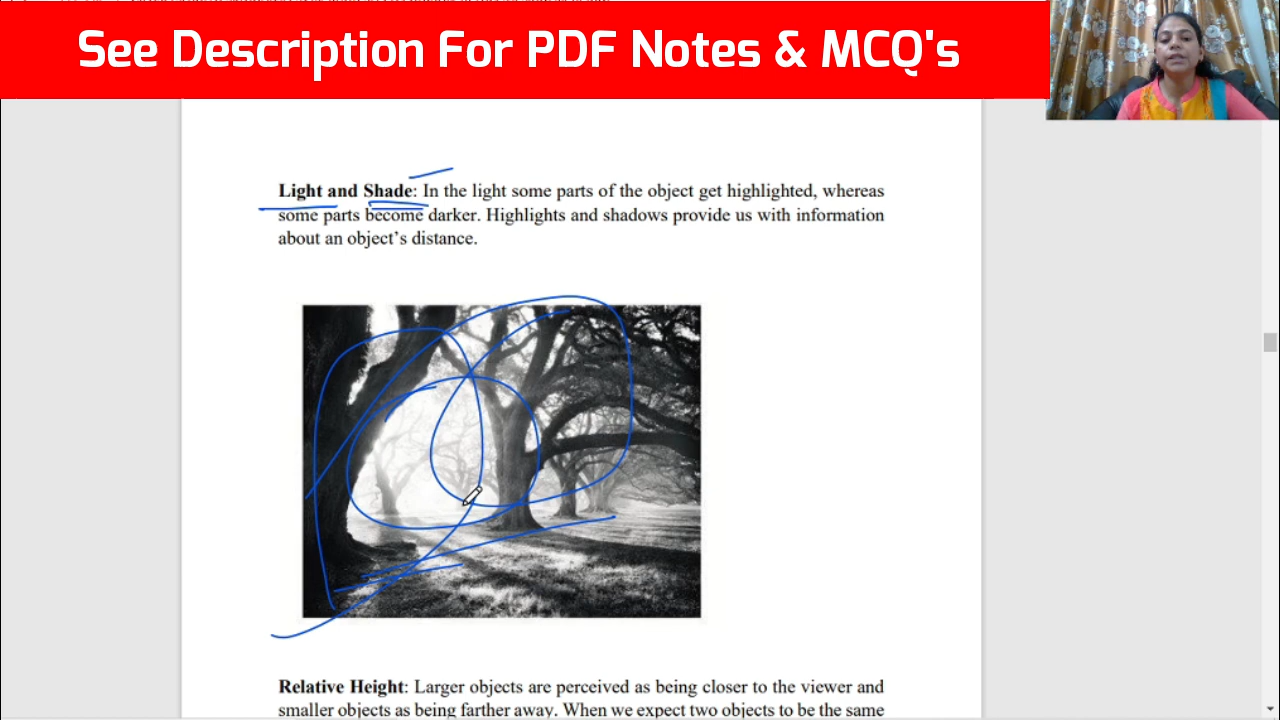 See Description For PDF Notes & MCQ's
Light and Shade: In the light some parts of the object get highlighted, whereas
some parts become darker. Highlights and shadows provide us with information
about an object’s distance.
Relative Height: Larger objects are perceived as being closer to the viewer and
smaller objects as being farther away. When we expect two objects to be the same